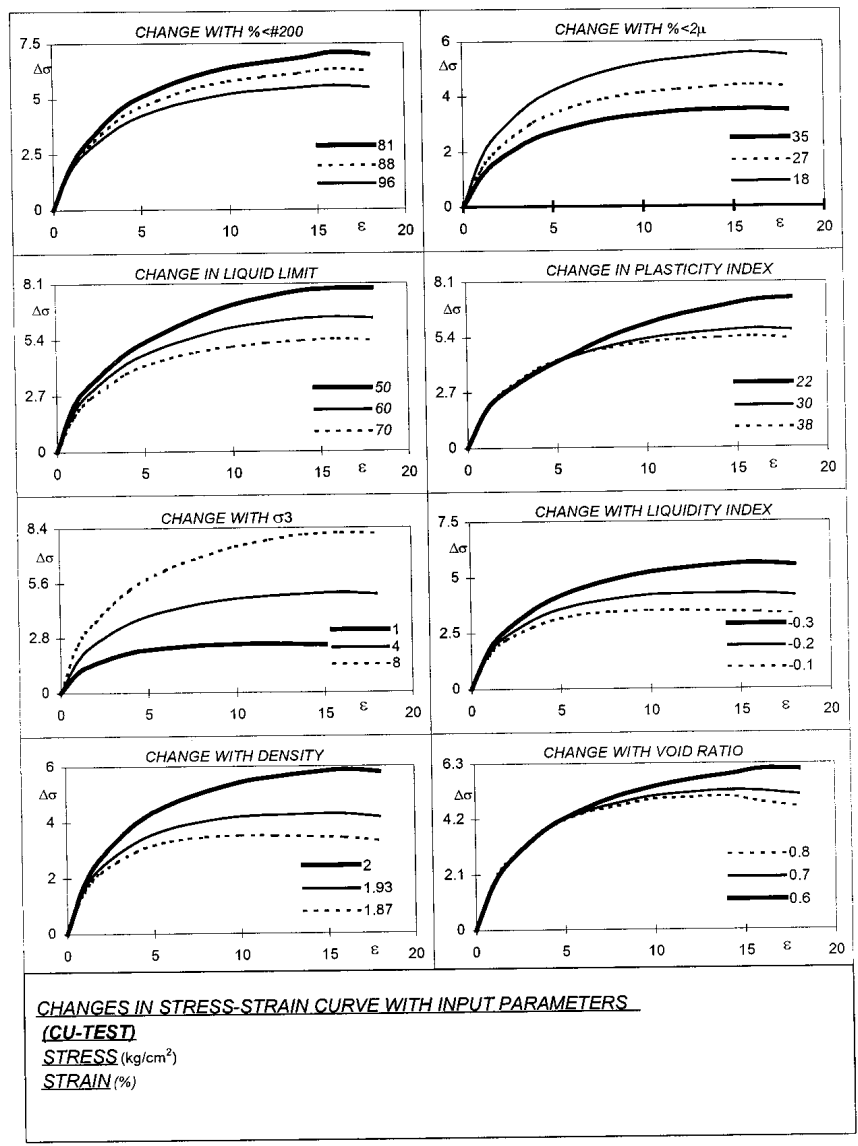 CHANGE WITH %<#200
7.5
Δσ
5
2.5
0
81
88
96
0 5 10 15 ε 20
CHANGE WITH %<2μ
6
Δσ
4
2
0
35
27
18
0 5 10 15 ε 20
CHANGE IN LIQUID LIMIT
8.1
Δσ
5.4
2.7
0
50
60
70
0 5 10 15 ε 20
CHANGE IN PLASTICITY INDEX
8.1
Δσ
5.4
2.7
0
22
30
38
0 5 10 15 ε 20
CHANGE WITH σ3
8.4
Δσ
5.6
2.8
0
1
4
8
0 5 10 15 ε 20
CHANGE WITH LIQUIDITY INDEX
7.5
Δσ
5
2.5
0
-0.3
-0.2
-0.1
0 5 10 15 ε 20
CHANGE WITH DENSITY
6
Δσ
4
2
0
2
1.93
1.87
0 5 10 15 ε 20
CHANGE WITH VOID RATIO
6.3
Δσ
4.2
2.1
0
0.8
0.7
0.6
0 5 10 15 ε 20
CHANGES IN STRESS-STRAIN CURVE WITH INPUT PARAMETERS
(CU-TEST)
STRESS (kg/cm²)
STRAIN (%)